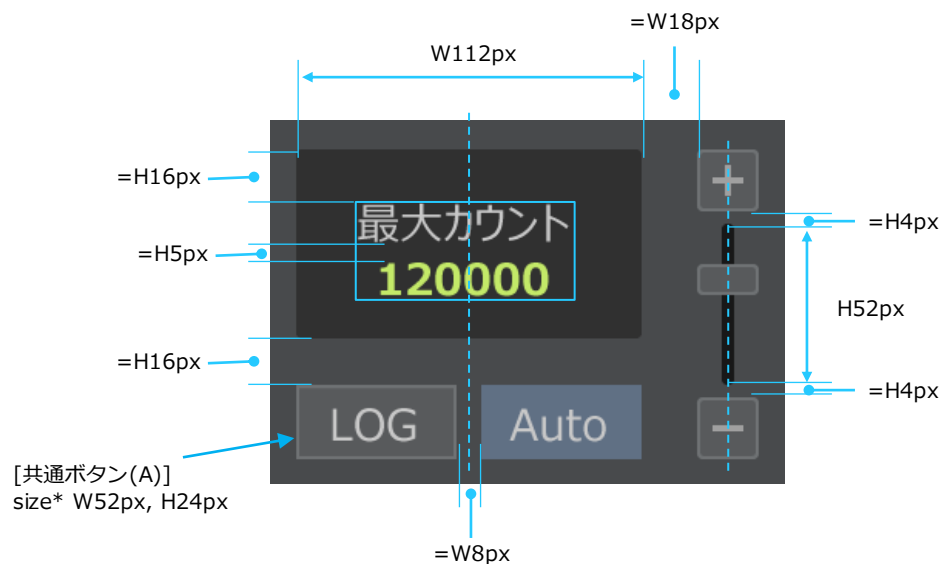 =W18px
W112px
=H16px
+
最大カウント
=H4px
=H5px
120000
H52px
=H16px
=H4px
LOG
Auto
−
[共通ボタン(A)]
size* W52px, H24px
=W8px